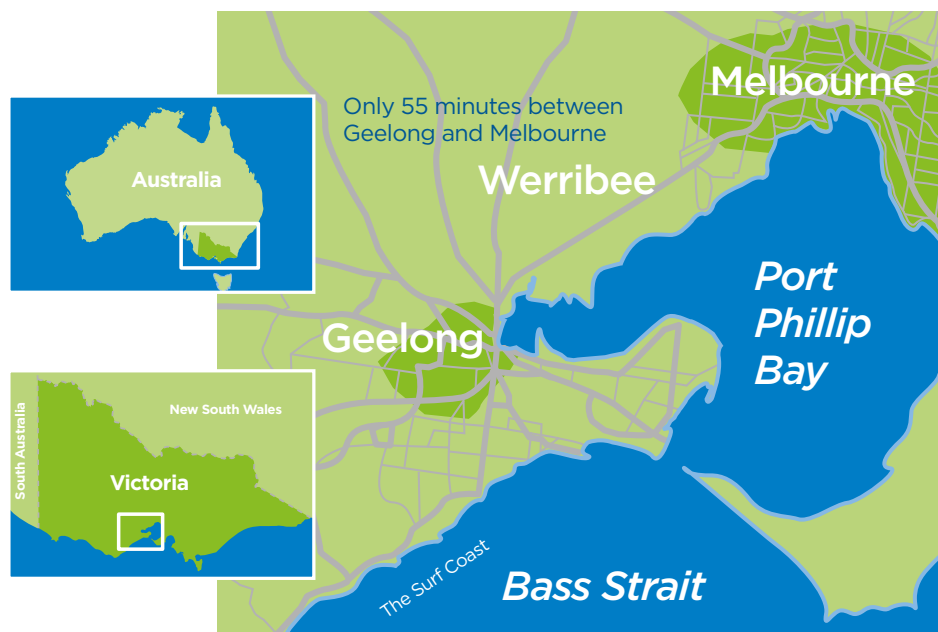 Melbourne
Only 55 minutes between
Geelong and Melbourne
Werribee
Australia
Port
Phillip
Bay
Geelong
New South Wales
South Australia
Victoria
The Surf Coast
Bass Strait